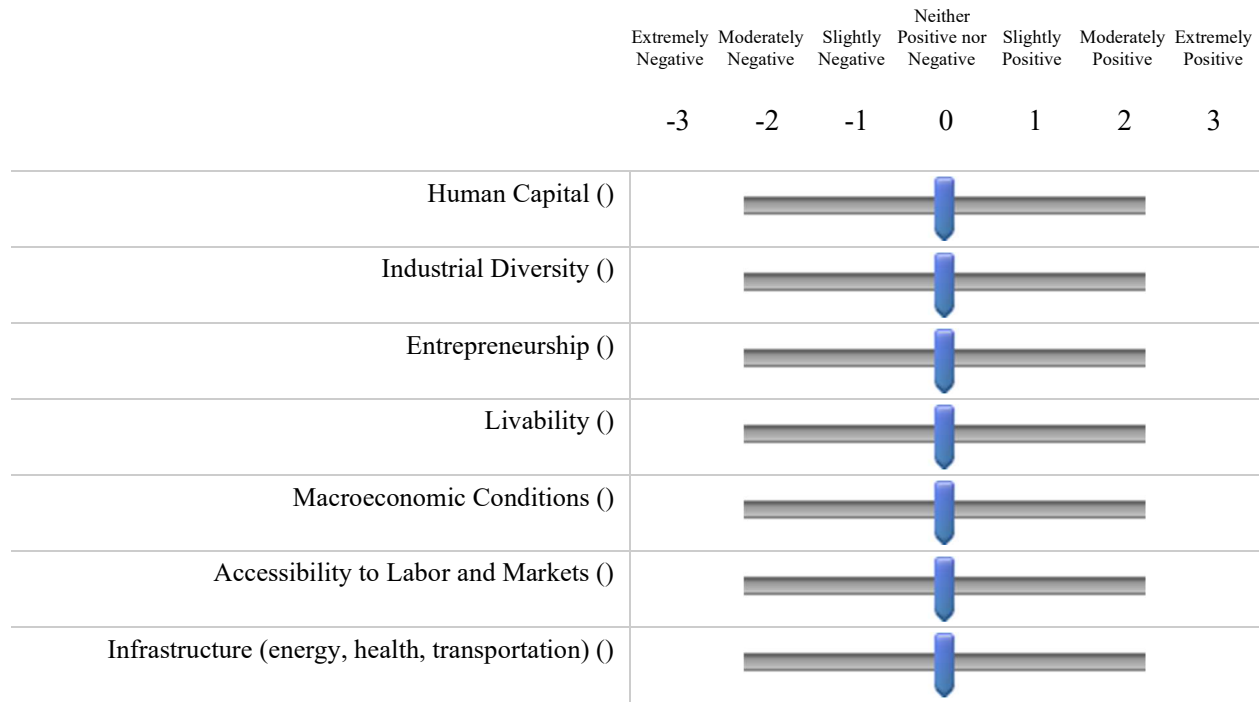 Neither
Extremely Moderately Slightly Positive nor Slightly Moderately Extremely
Negative Negative Negative Negative Positive Positive Positive
-3 -2 -1 0 1 2 3
Human Capital ()
Industrial Diversity ()
Entrepreneurship ()
Livability ()
Macroeconomic Conditions ()
Accessibility to Labor and Markets ()
Infrastructure (energy, health, transportation) ()